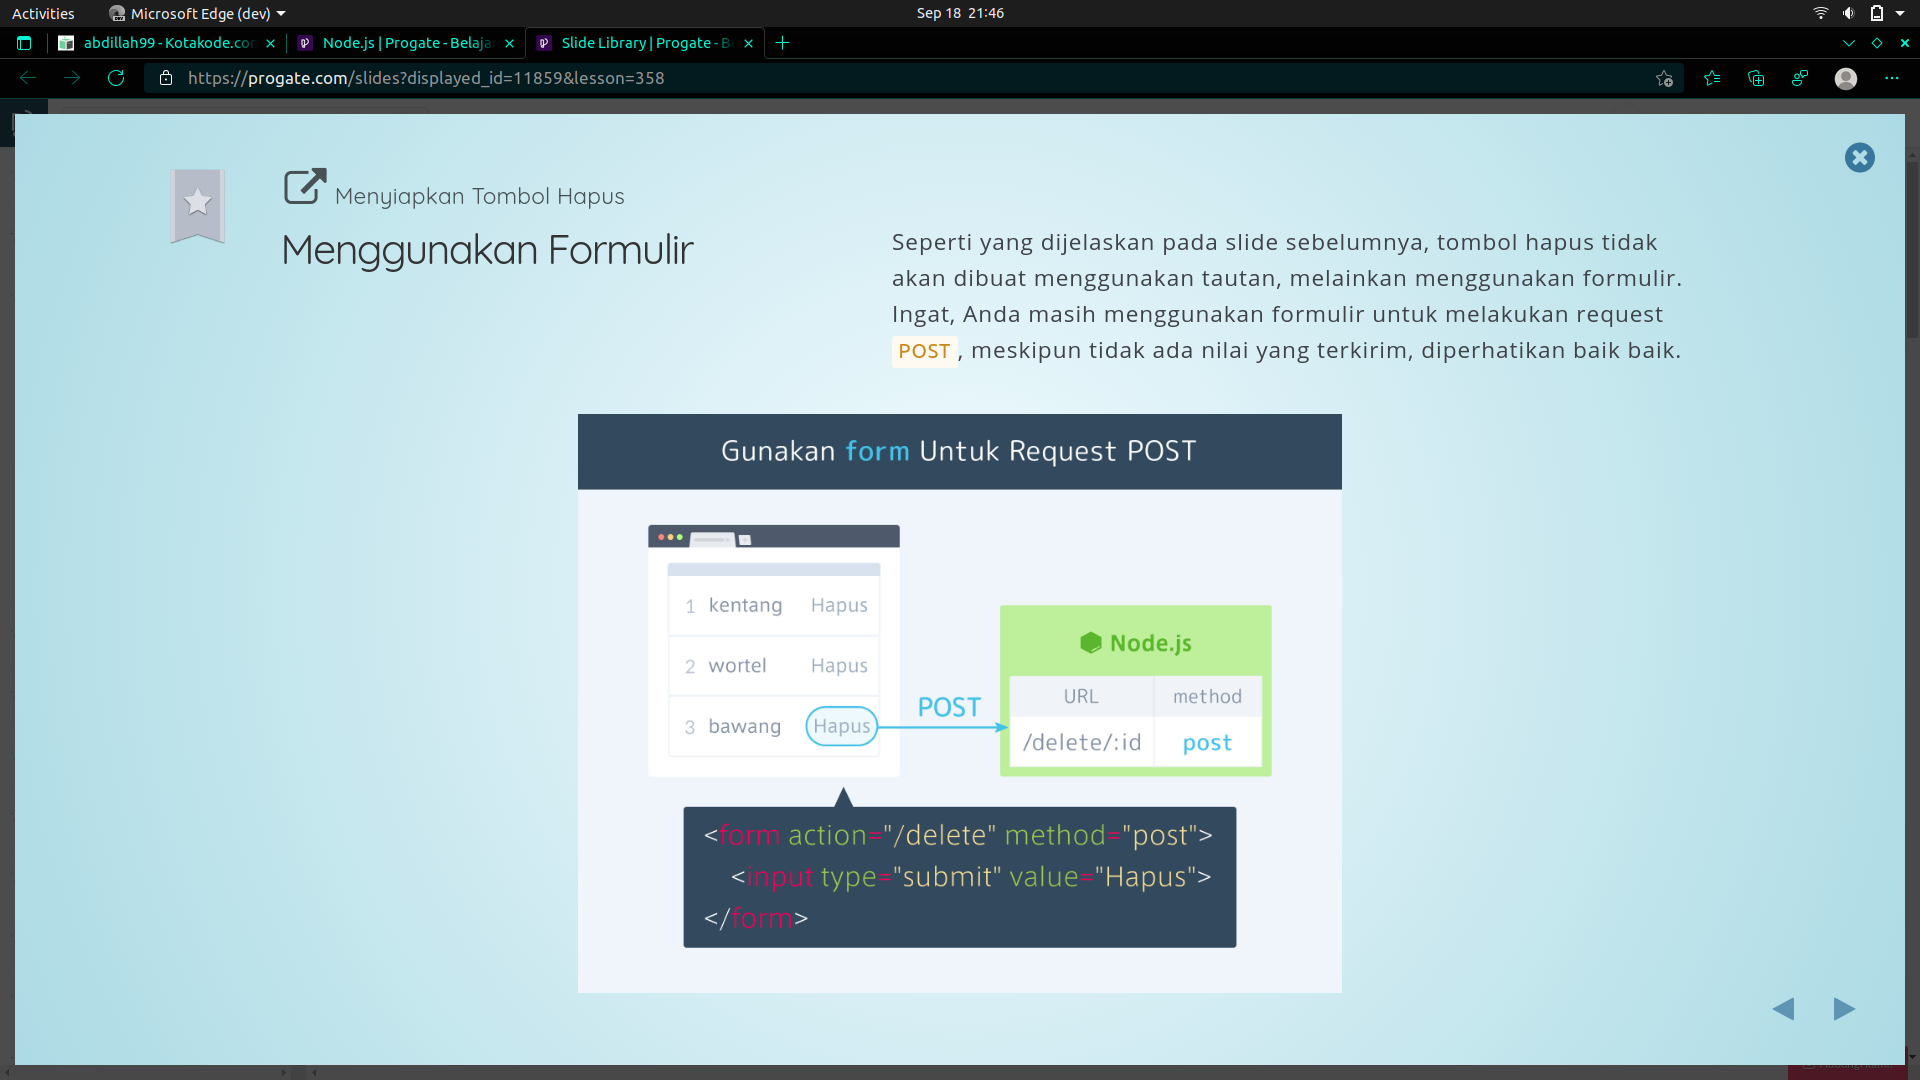 Activities
Microsoft Edge (dev)
Sep 18 21:46
abdillah99 - Kotakode.com
Node.js | Progate - Belaja
Slide Library | Progate - B
https://progate.com/slides?displayed_id=11859&lesson=358
Menyiapkan Tombol Hapus
Menggunakan Formulir
Seperti yang dijelaskan pada slide sebelumnya, tombol hapus tidak
akan dibuat menggunakan tautan, melainkan menggunakan formulir.
Ingat, Anda masih menggunakan formulir untuk melakukan request
POST, meskipun tidak ada nilai yang terkirim, diperhatikan baik baik.
Gunakan form Untuk Request POST
1 kentang Hapus
2 wortel Hapus
3 bawang Hapus
POST
Node.js
URL method
/delete/:id post
<form action="/delete" method="post">
<input type="submit" value="Hapus">
</form>